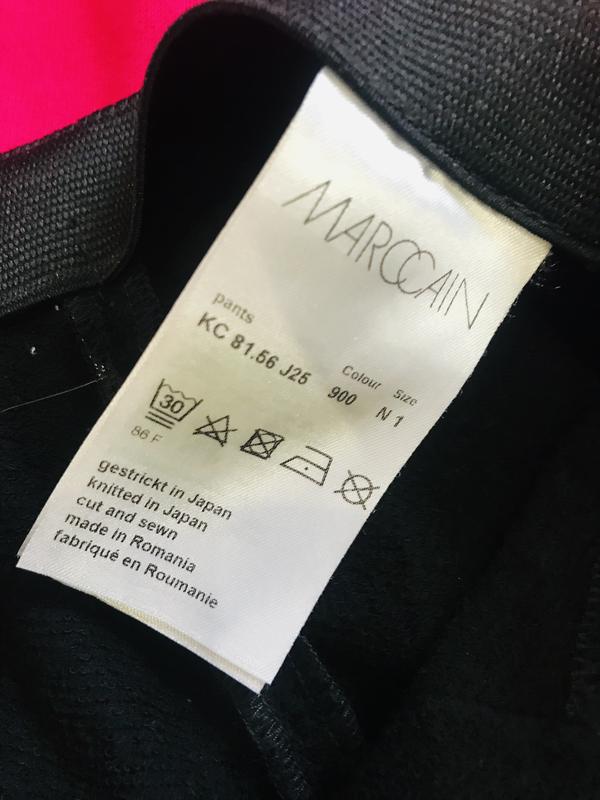 MARCCAIN
pants
Colour Size
KC 81.56 J25 900 N 1
30
86 F
gestrickt in Japan
knitted in Japan
cut and sewn
made in Romania
fabriqué en Roumanie